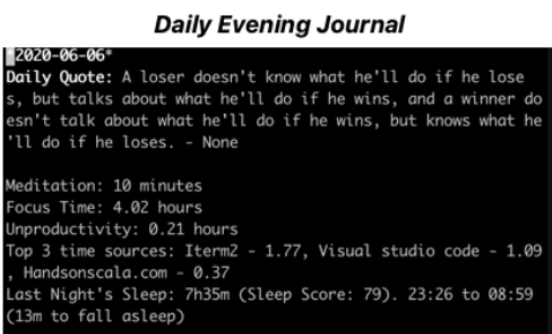 Daily Evening Journal
*2020-06-06*
Daily Quote: A loser doesn't know what he'll do if he lose
s, but talks about what he'll do if he wins, and a winner do
esn't talk about what he'll do if he wins, but knows what he
'll do if he loses. - None
Meditation: 10 minutes
Focus Time: 4.02 hours
Unproductivity: 0.21 hours
Top 3 time sources: Iterm2 - 1.77, Visual studio code - 1.09
, Handsonscala.com - 0.37
Last Night's Sleep: 7h35m (Sleep Score: 79). 23:26 to 08:59
(13m to fall asleep)